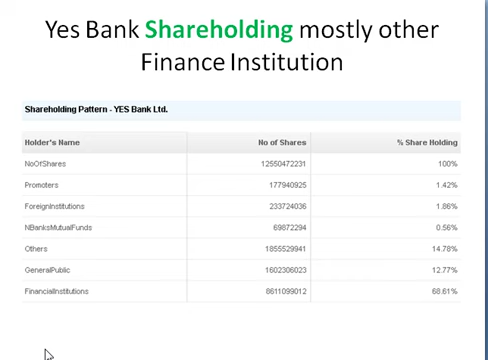 Yes Bank Shareholding mostly other
Finance Institution
Shareholding Pattern - YES Bank Ltd.
Holder's Name No of Shares % Share Holding
NoOfShares 12550472231 100%
Promoters 177940925 1.42%
ForeignInstitutions 233724036 1.86%
NBanksMutualFunds 69872294 0.56%
Others 1855529941 14.78%
GeneralPublic 1602306023 12.77%
FinancialInstitutions 8611099012 68.61%